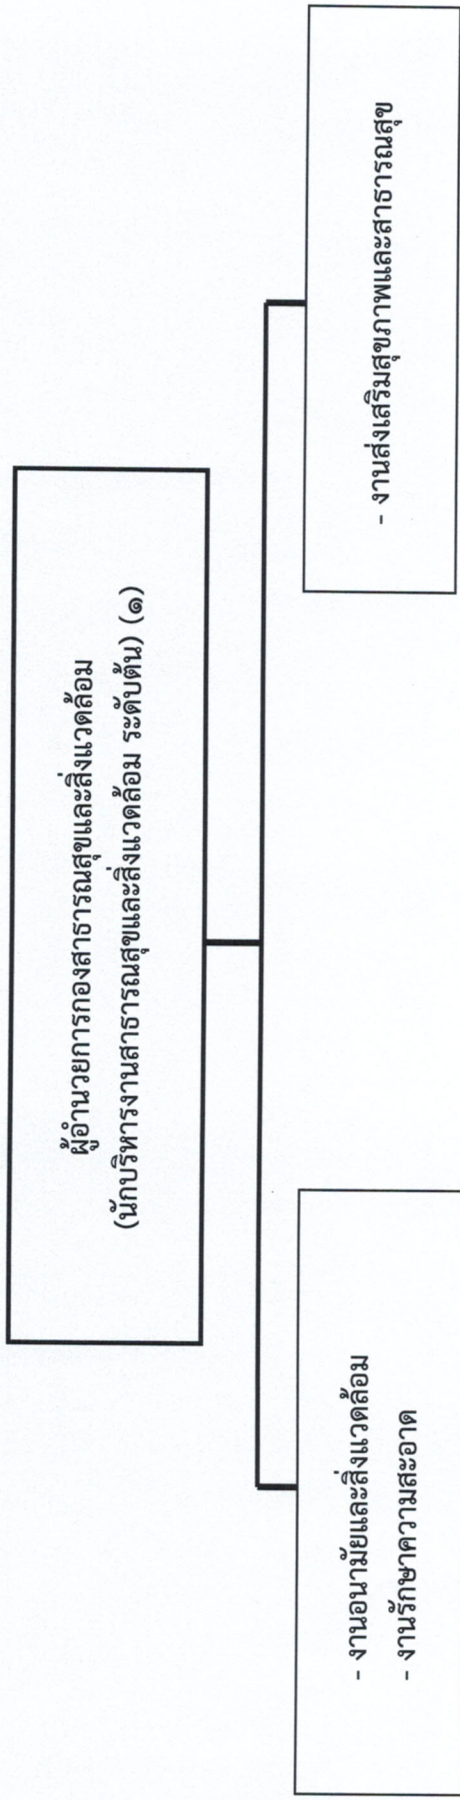 ผู้อำนวยการกองสาธารณสุขและสิ่งแวดล้อม
(นักบริหารงานสาธารณสุขและสิ่งแวดล้อม ระดับต้น) (๑)
- งานอนามัยและสิ่งแวดล้อม
- งานรักษาความสะอาด
- งานส่งเสริมสุขภาพและสาธารณสุข